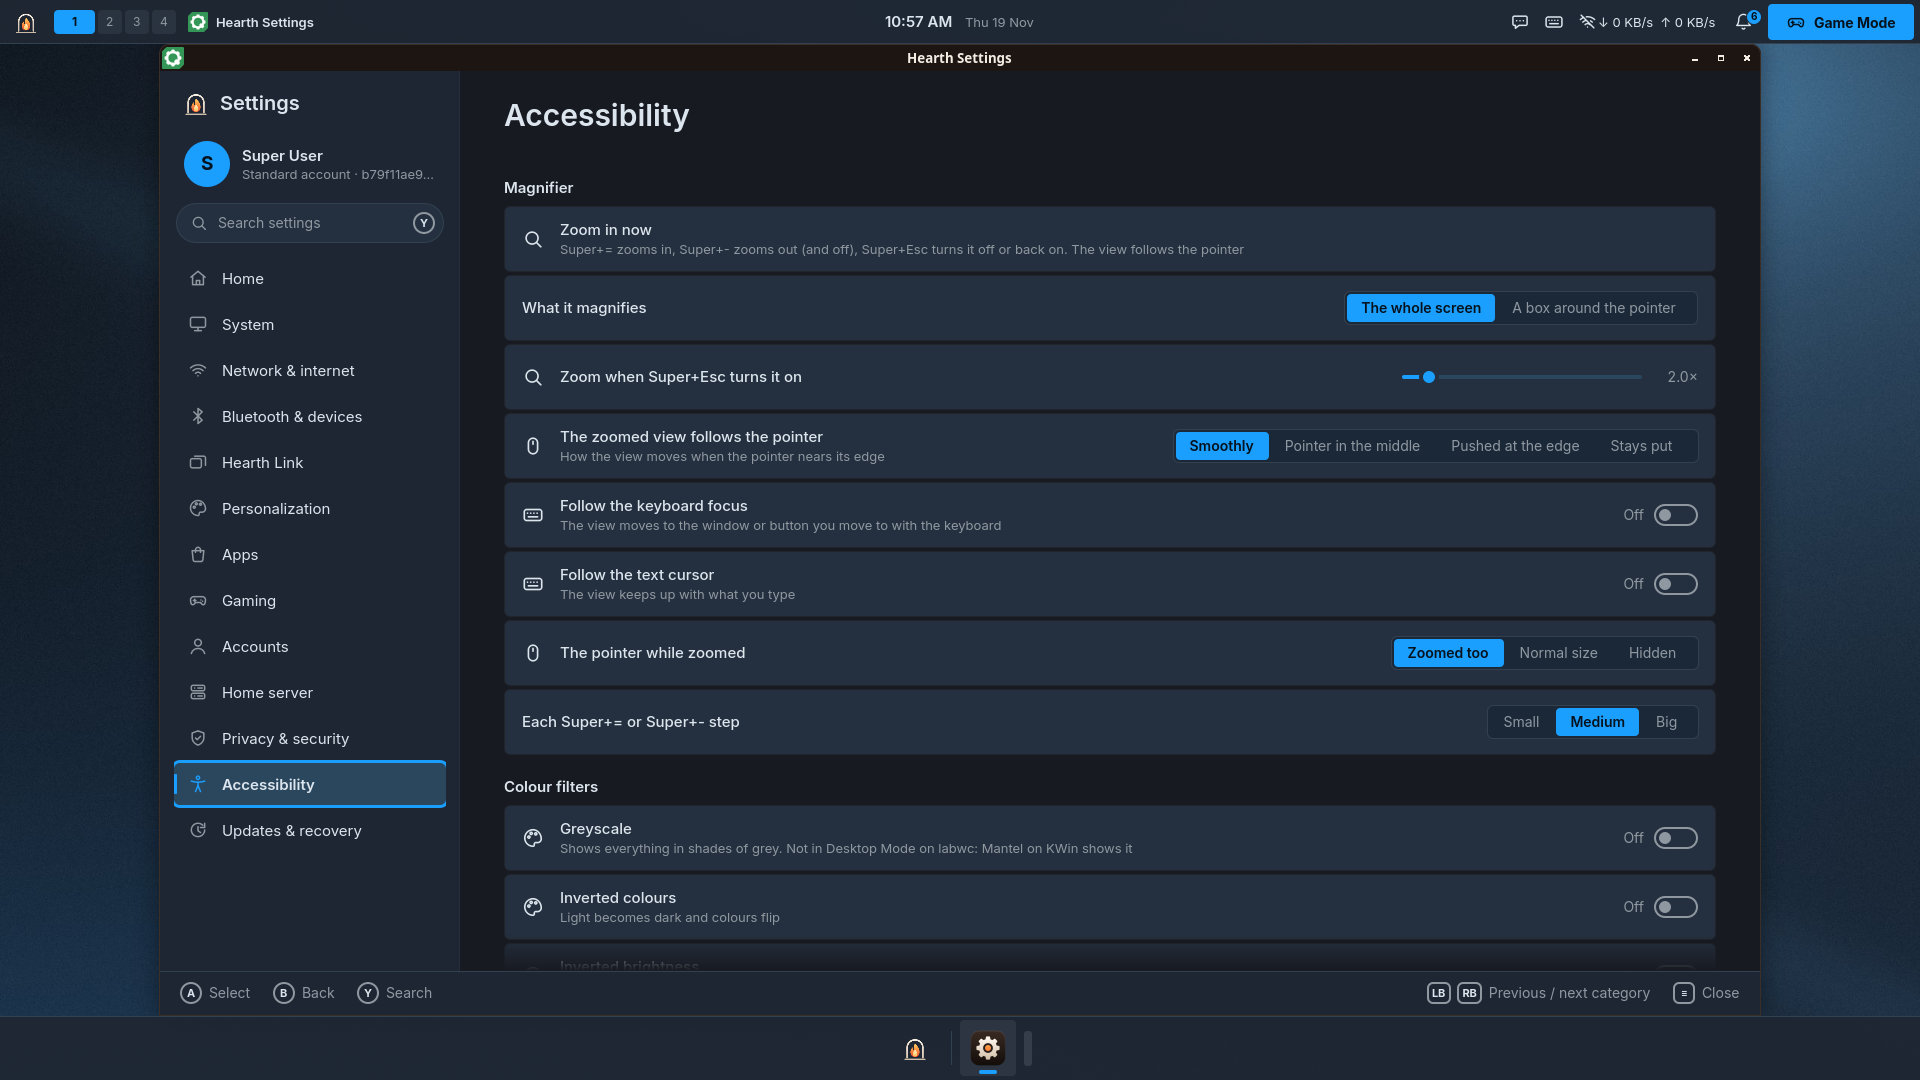 1 2 3 4 Hearth Settings
10:57 AM Thu 19 Nov
↓ 0 KB/s ↑ 0 KB/s
6
Game Mode
Hearth Settings
Settings
S
Super User
Standard account · b79f11ae9...
Search settings Y
Home
System
Network & internet
Bluetooth & devices
Hearth Link
Personalization
Apps
Gaming
Accounts
Home server
Privacy & security
Accessibility
Updates & recovery
Accessibility
Magnifier
Zoom in now
Super+= zooms in, Super+- zooms out (and off), Super+Esc turns it off or back on. The view follows the pointer
What it magnifies
The whole screen A box around the pointer
Zoom when Super+Esc turns it on
2.0×
The zoomed view follows the pointer
How the view moves when the pointer nears its edge
Smoothly Pointer in the middle Pushed at the edge Stays put
Follow the keyboard focus
The view moves to the window or button you move to with the keyboard
Off
Follow the text cursor
The view keeps up with what you type
Off
The pointer while zoomed
Zoomed too Normal size Hidden
Each Super+= or Super+- step
Small Medium Big
Colour filters
Greyscale
Shows everything in shades of grey. Not in Desktop Mode on labwc: Mantel on KWin shows it
Off
Inverted colours
Light becomes dark and colours flip
Off
Inverted brightness
A Select B Back Y Search
LB RB Previous / next category ≡ Close